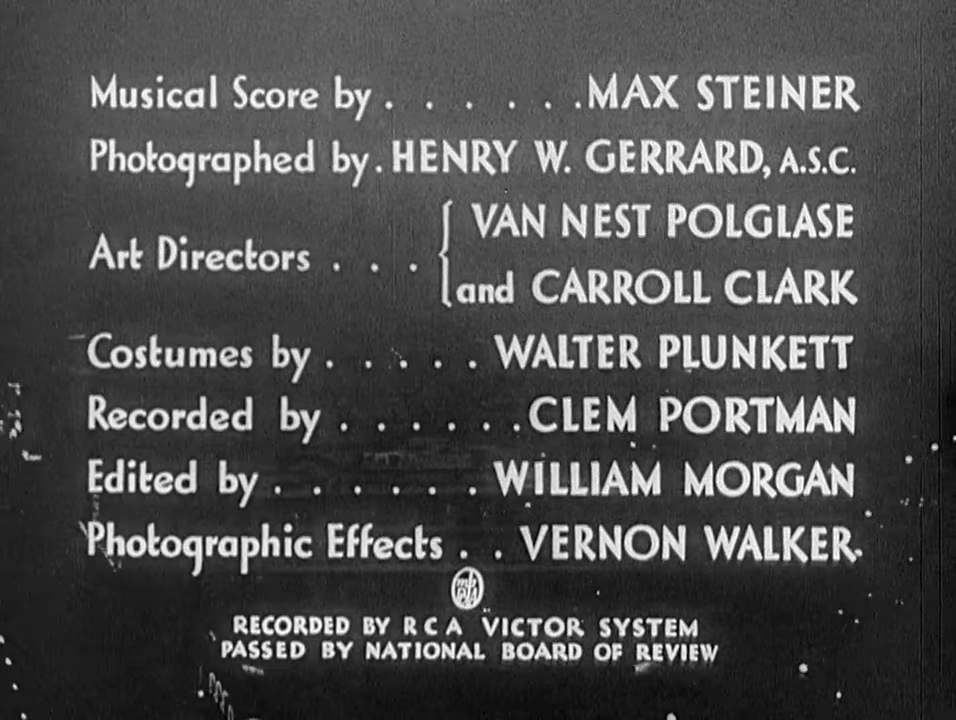 Musical Score by . . . . . . MAX STEINER
Photographed by. HENRY W. GERRARD, A.S.C.
Art Directors . . . { VAN NEST POLGLASE
and CARROLL CLARK
Costumes by . . . . . WALTER PLUNKETT
Recorded by . . . . . . CLEM PORTMAN
Edited by . . . . . . WILLIAM MORGAN
Photographic Effects . . VERNON WALKER.
RECORDED BY R C A VICTOR SYSTEM
PASSED BY NATIONAL BOARD OF REVIEW